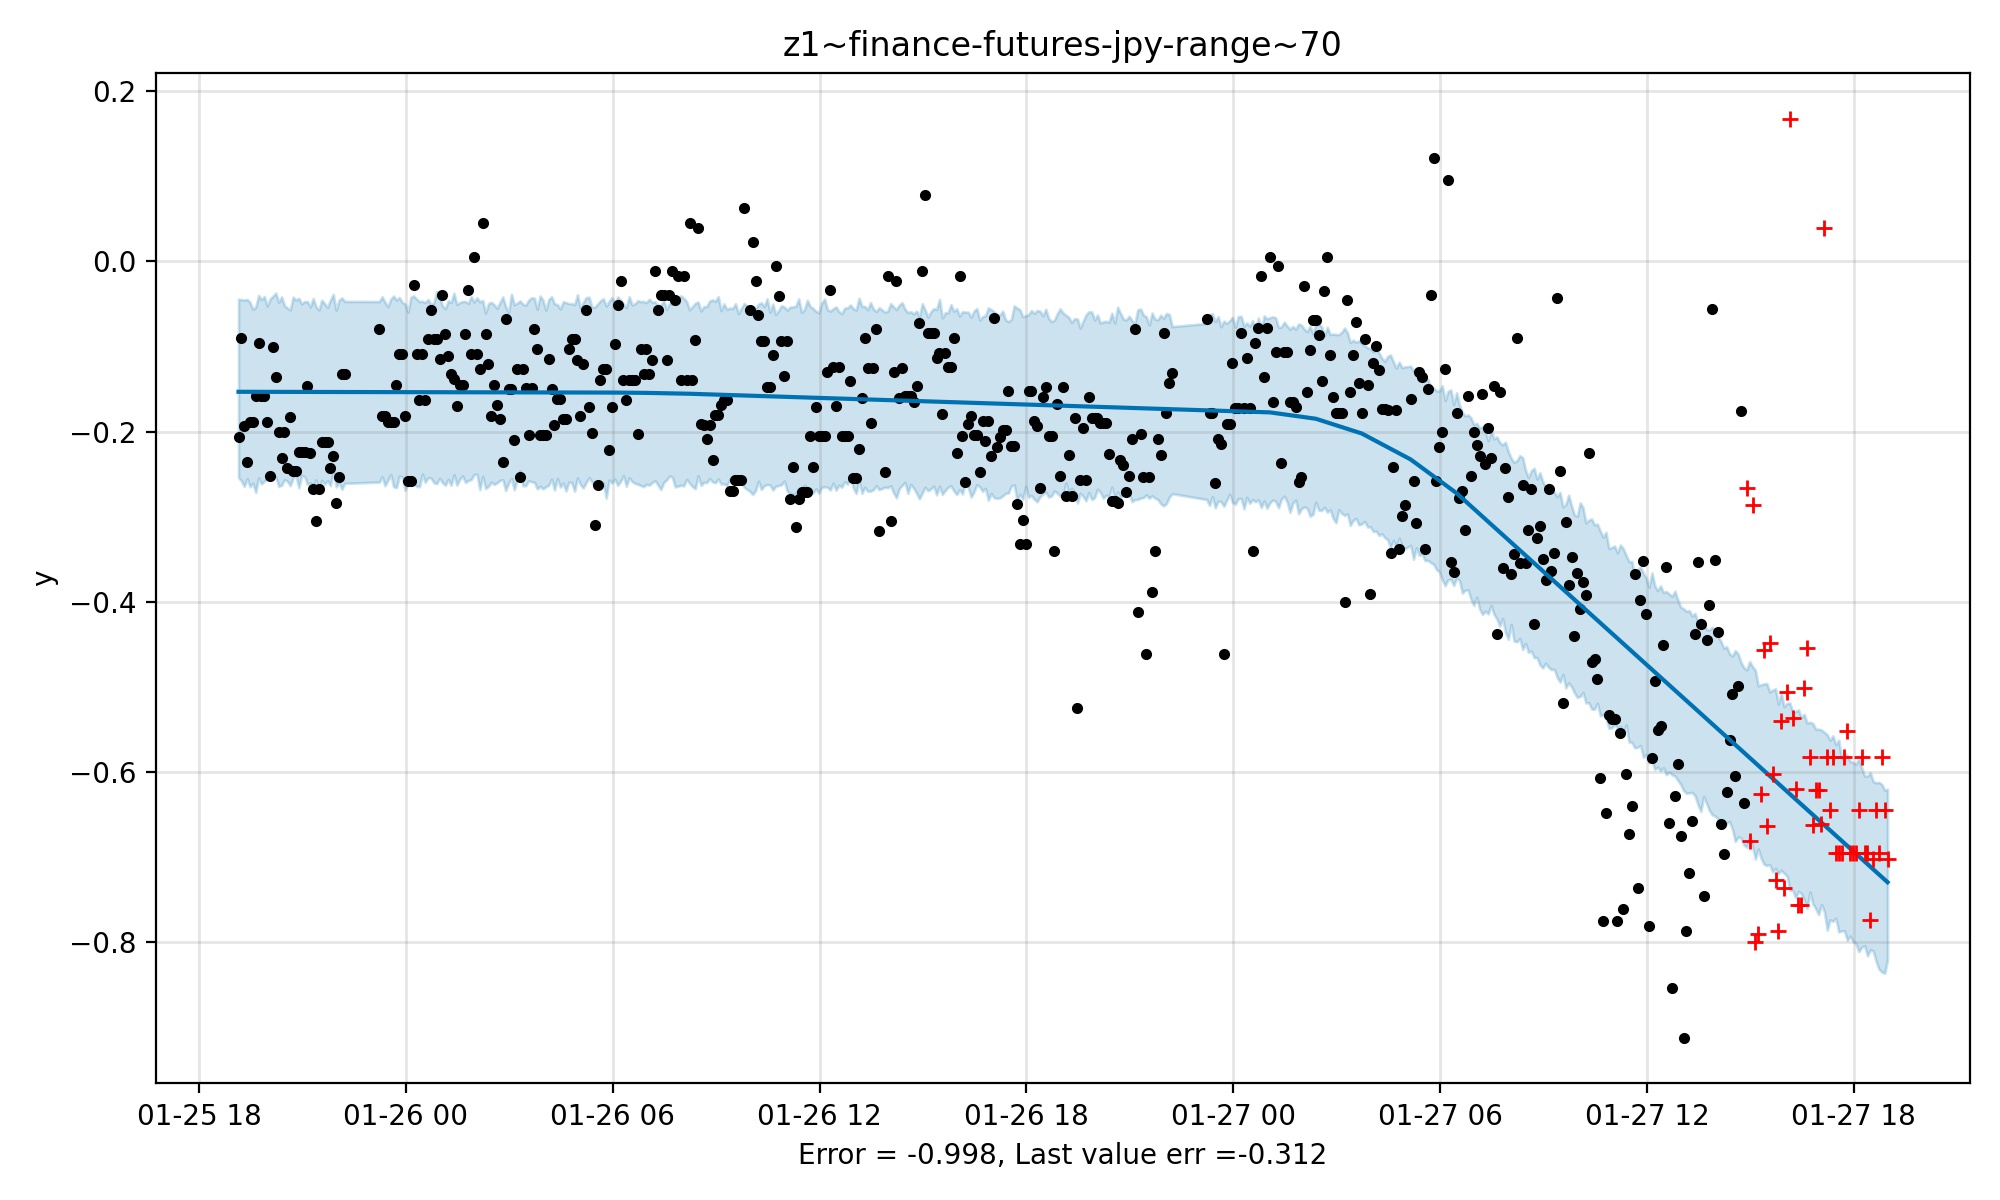 z1~finance-futures-jpy-range~70
0.2
0.0
−0.2
−0.4
−0.6
−0.8
y
01-25 18 01-26 00 01-26 06 01-26 12 01-26 18 01-27 00 01-27 06 01-27 12 01-27 18
Error = -0.998, Last value err =-0.312